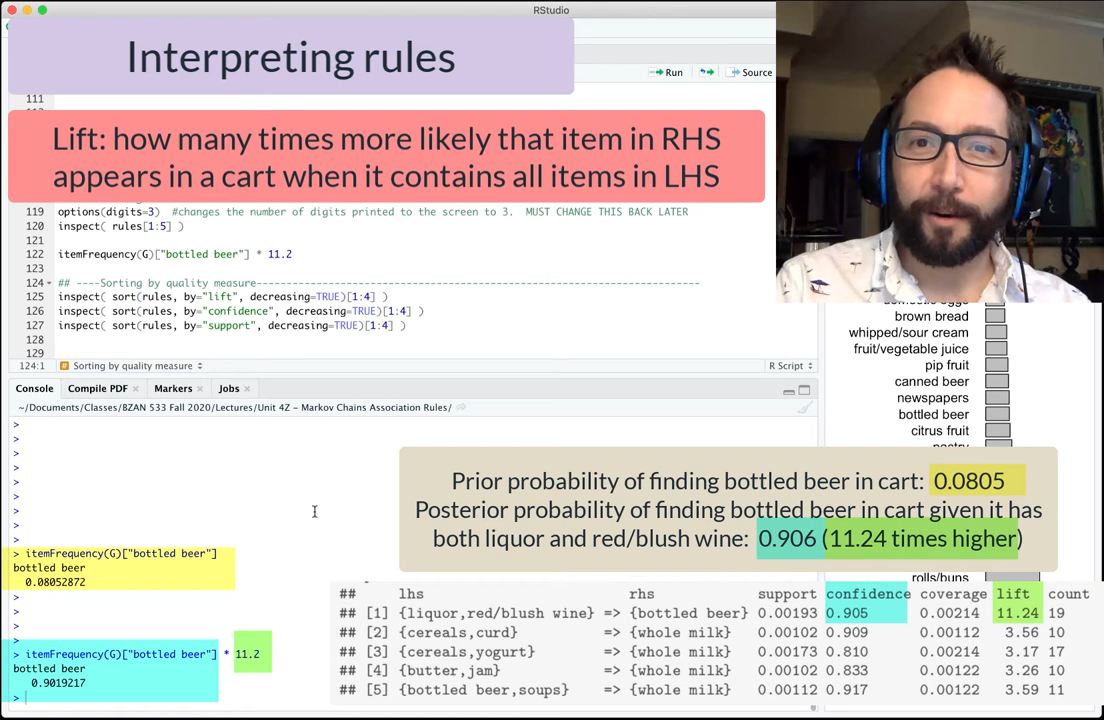 RStudio
Interpreting rules
Run
Source
111
Lift: how many times more likely that item in RHS
appears in a cart when it contains all items in LHS
119 options(digits=3) #changes the number of digits printed to the screen to 3. MUST CHANGE THIS BACK LATER
120 inspect( rules[1:5] )
121
122 itemFrequency(G)["bottled beer"] * 11.2
123
124 ## ----Sorting by quality measure----------------------------------------------------------------------
125 inspect( sort(rules, by="lift", decreasing=TRUE)[1:4] )
126 inspect( sort(rules, by="confidence", decreasing=TRUE)[1:4] )
127 inspect( sort(rules, by="support", decreasing=TRUE)[1:4] )
128
129
124:1 # Sorting by quality measure R Script
Console Compile PDF Markers Jobs
~/Documents/Classes/BZAN 533 Fall 2020/Lectures/Unit 4Z – Markov Chains Association Rules/
>
>
>
>
>
>
>
>
>
> itemFrequency(G)["bottled beer"]
bottled beer
0.08052872
>
>
>
>
> itemFrequency(G)["bottled beer"] * 11.2
bottled beer
0.9019217
>
brown bread
whipped/sour cream
fruit/vegetable juice
pip fruit
canned beer
newspapers
bottled beer
citrus fruit
rolls/buns
Prior probability of finding bottled beer in cart: 0.0805
Posterior probability of finding bottled beer in cart given it has
both liquor and red/blush wine: 0.906 (11.24 times higher)
## lhs rhs support confidence coverage lift count
## [1] {liquor,red/blush wine} => {bottled beer} 0.00193 0.905 0.00214 11.24 19
## [2] {cereals,curd} => {whole milk} 0.00102 0.909 0.00112 3.56 10
## [3] {cereals,yogurt} => {whole milk} 0.00173 0.810 0.00214 3.17 17
## [4] {butter,jam} => {whole milk} 0.00102 0.833 0.00122 3.26 10
## [5] {bottled beer,soups} => {whole milk} 0.00112 0.917 0.00122 3.59 11